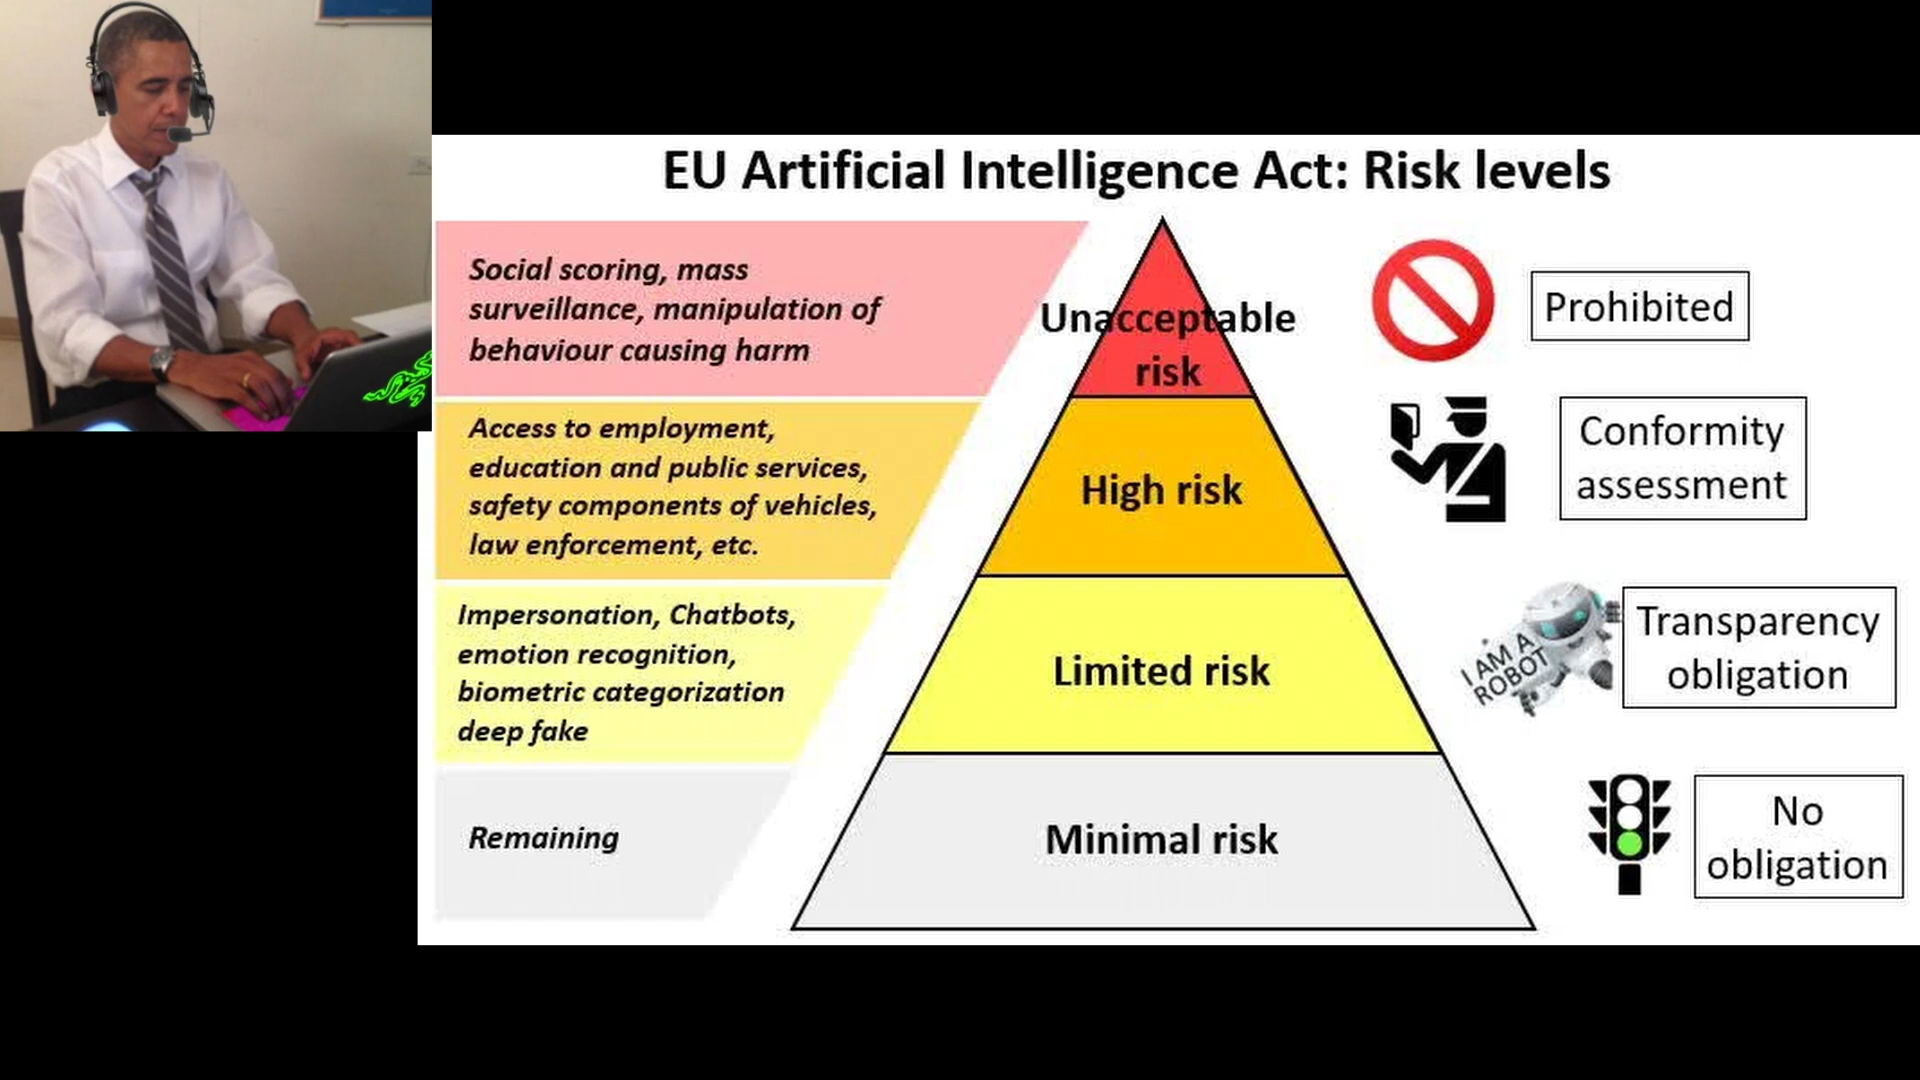 EU Artificial Intelligence Act: Risk levels
Social scoring, mass
surveillance, manipulation of
behaviour causing harm
Unacceptable
risk
Prohibited
Access to employment,
education and public services,
safety components of vehicles,
law enforcement, etc.
High risk
Conformity
assessment
Impersonation, Chatbots,
emotion recognition,
biometric categorization
deep fake
Limited risk
I AM A
ROBOT
Transparency
obligation
Remaining
Minimal risk
No
obligation